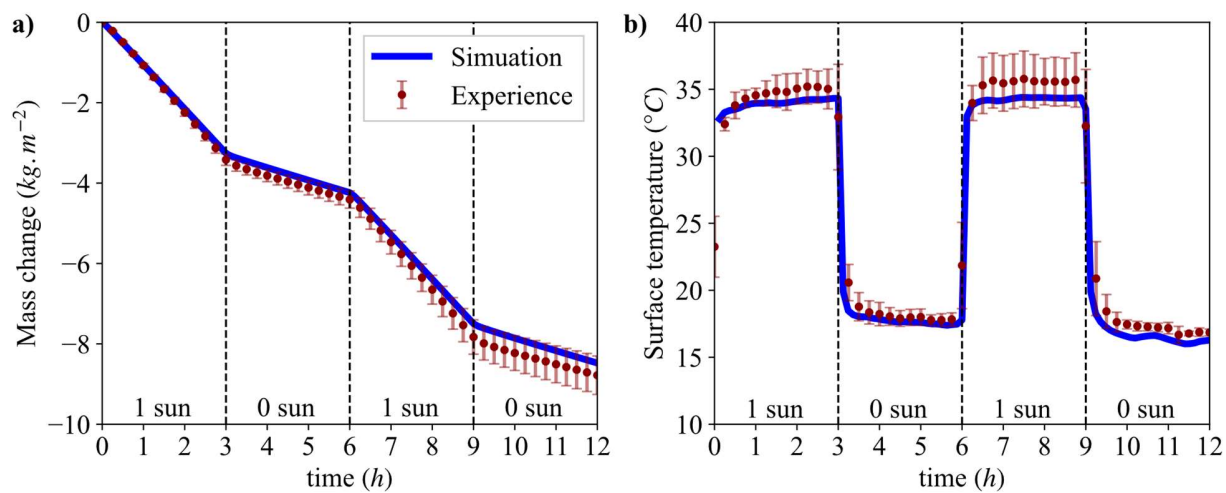 a)
0
−2
−4
−6
−8
−10
Mass change (kg. m⁻²)
Simuation
Experience
1 sun 0 sun 1 sun 0 sun
0 1 2 3 4 5 6 7 8 9 10 11 12
time (h)
b)
40
35
30
25
20
15
10
Surface temperature (°C)
1 sun 0 sun 1 sun 0 sun
0 1 2 3 4 5 6 7 8 9 10 11 12
time (h)